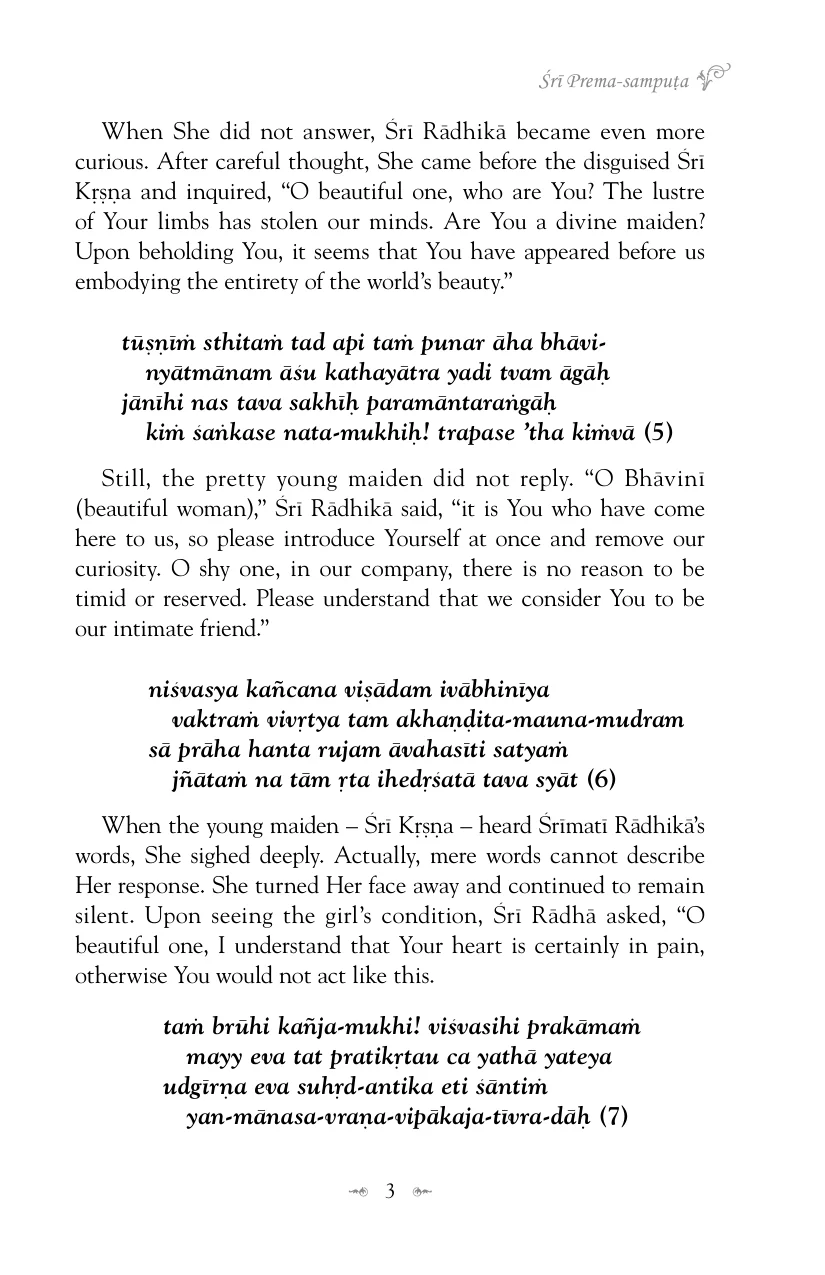 Śrī Prema-sampuṭa
When She did not answer, Śrī Rādhikā became even more
curious. After careful thought, She came before the disguised Śrī
Kṛṣṇa and inquired, “O beautiful one, who are You? The lustre
of Your limbs has stolen our minds. Are You a divine maiden?
Upon beholding You, it seems that You have appeared before us
embodying the entirety of the world’s beauty.”
tūṣṇīṁ sthitaṁ tad api taṁ punar āha bhāvi-
nyātmānam āśu kathayātra yadi tvam āgāḥ
jānīhi nas tava sakhīḥ paramāntaraṅgāḥ
kiṁ śaṅkase nata-mukhiḥ! trapase ’tha kiṁvā (5)
Still, the pretty young maiden did not reply. “O Bhāvinī
(beautiful woman),” Śrī Rādhikā said, “it is You who have come
here to us, so please introduce Yourself at once and remove our
curiosity. O shy one, in our company, there is no reason to be
timid or reserved. Please understand that we consider You to be
our intimate friend.”
niśvasya kañcana viṣādam ivābhinīya
vaktraṁ vivṛtya tam akhaṇḍita-mauna-mudram
sā prāha hanta rujam āvahasīti satyaṁ
jñātaṁ na tām ṛta ihedṛśatā tava syāt (6)
When the young maiden – Śrī Kṛṣṇa – heard Śrīmatī Rādhikā’s
words, She sighed deeply. Actually, mere words cannot describe
Her response. She turned Her face away and continued to remain
silent. Upon seeing the girl’s condition, Śrī Rādhā asked, “O
beautiful one, I understand that Your heart is certainly in pain,
otherwise You would not act like this.
taṁ brūhi kañja-mukhi! viśvasihi prakāmaṁ
mayy eva tat pratikṛtau ca yathā yateya
udgīrṇa eva suhṛd-antika eti śāntiṁ
yan-mānasa-vraṇa-vipākaja-tīvra-dāḥ (7)
3